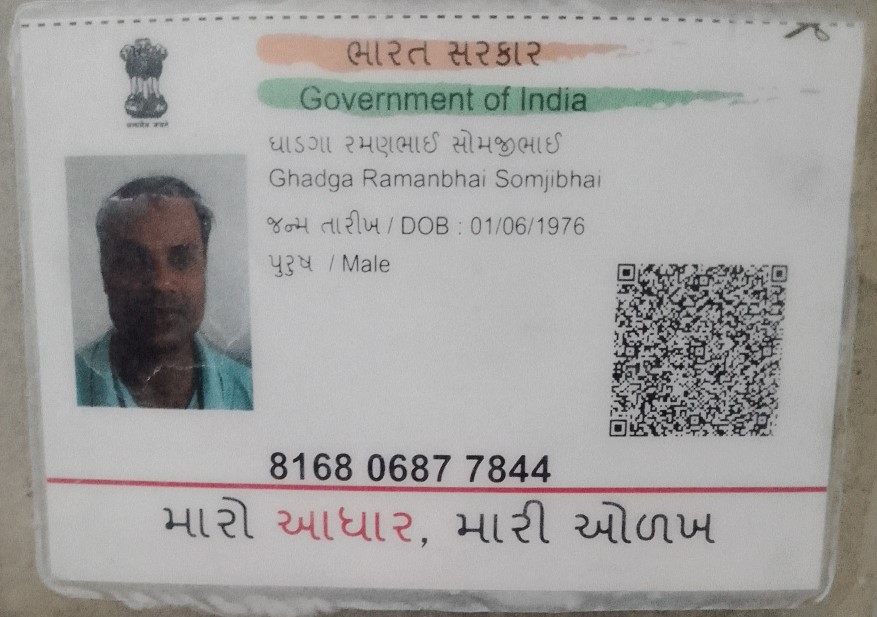 ભારત સરકાર
Government of India
ઘાડગા રમણભાઈ સોમજીભાઈ
Ghadga Ramanbhai Somjibhai
જન્મ તારીખ / DOB : 01/06/1976
પુરુષ / Male
8168 0687 7844
મારો આધાર, મારી ઓળખ